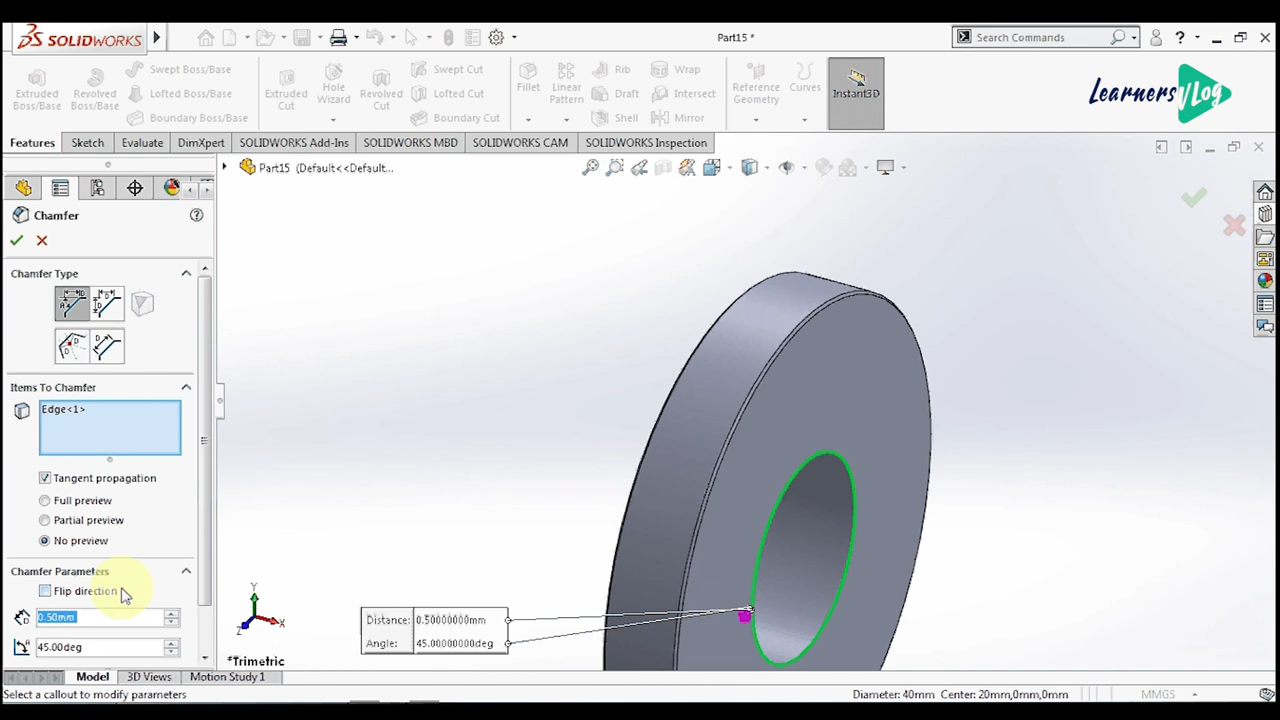 SOLIDWORKS
Part15 *
Search Commands
Extruded Boss/Base
Revolved Boss/Base
Swept Boss/Base
Lofted Boss/Base
Boundary Boss/Base
Extruded Cut
Hole Wizard
Revolved Cut
Swept Cut
Lofted Cut
Boundary Cut
Fillet
Linear Pattern
Rib
Draft
Shell
Wrap
Intersect
Mirror
Reference Geometry
Curves
Instant3D
LearnersVLog
Features
Sketch
Evaluate
DimXpert
SOLIDWORKS Add-Ins
SOLIDWORKS MBD
SOLIDWORKS CAM
SOLIDWORKS Inspection
Part15 (Default<<Default...
Chamfer
Chamfer Type
Items To Chamfer
Edge<1>
Tangent propagation
Full preview
Partial preview
No preview
Chamfer Parameters
Flip direction
0.50mm
45.00deg
Distance: 0.50000000mm
Angle: 45.00000000deg
Y
X
Z
*Trimetric
Model
3D Views
Motion Study 1
Select a callout to modify parameters
Diameter: 40mm Center: 20mm,0mm,0mm
MMGS